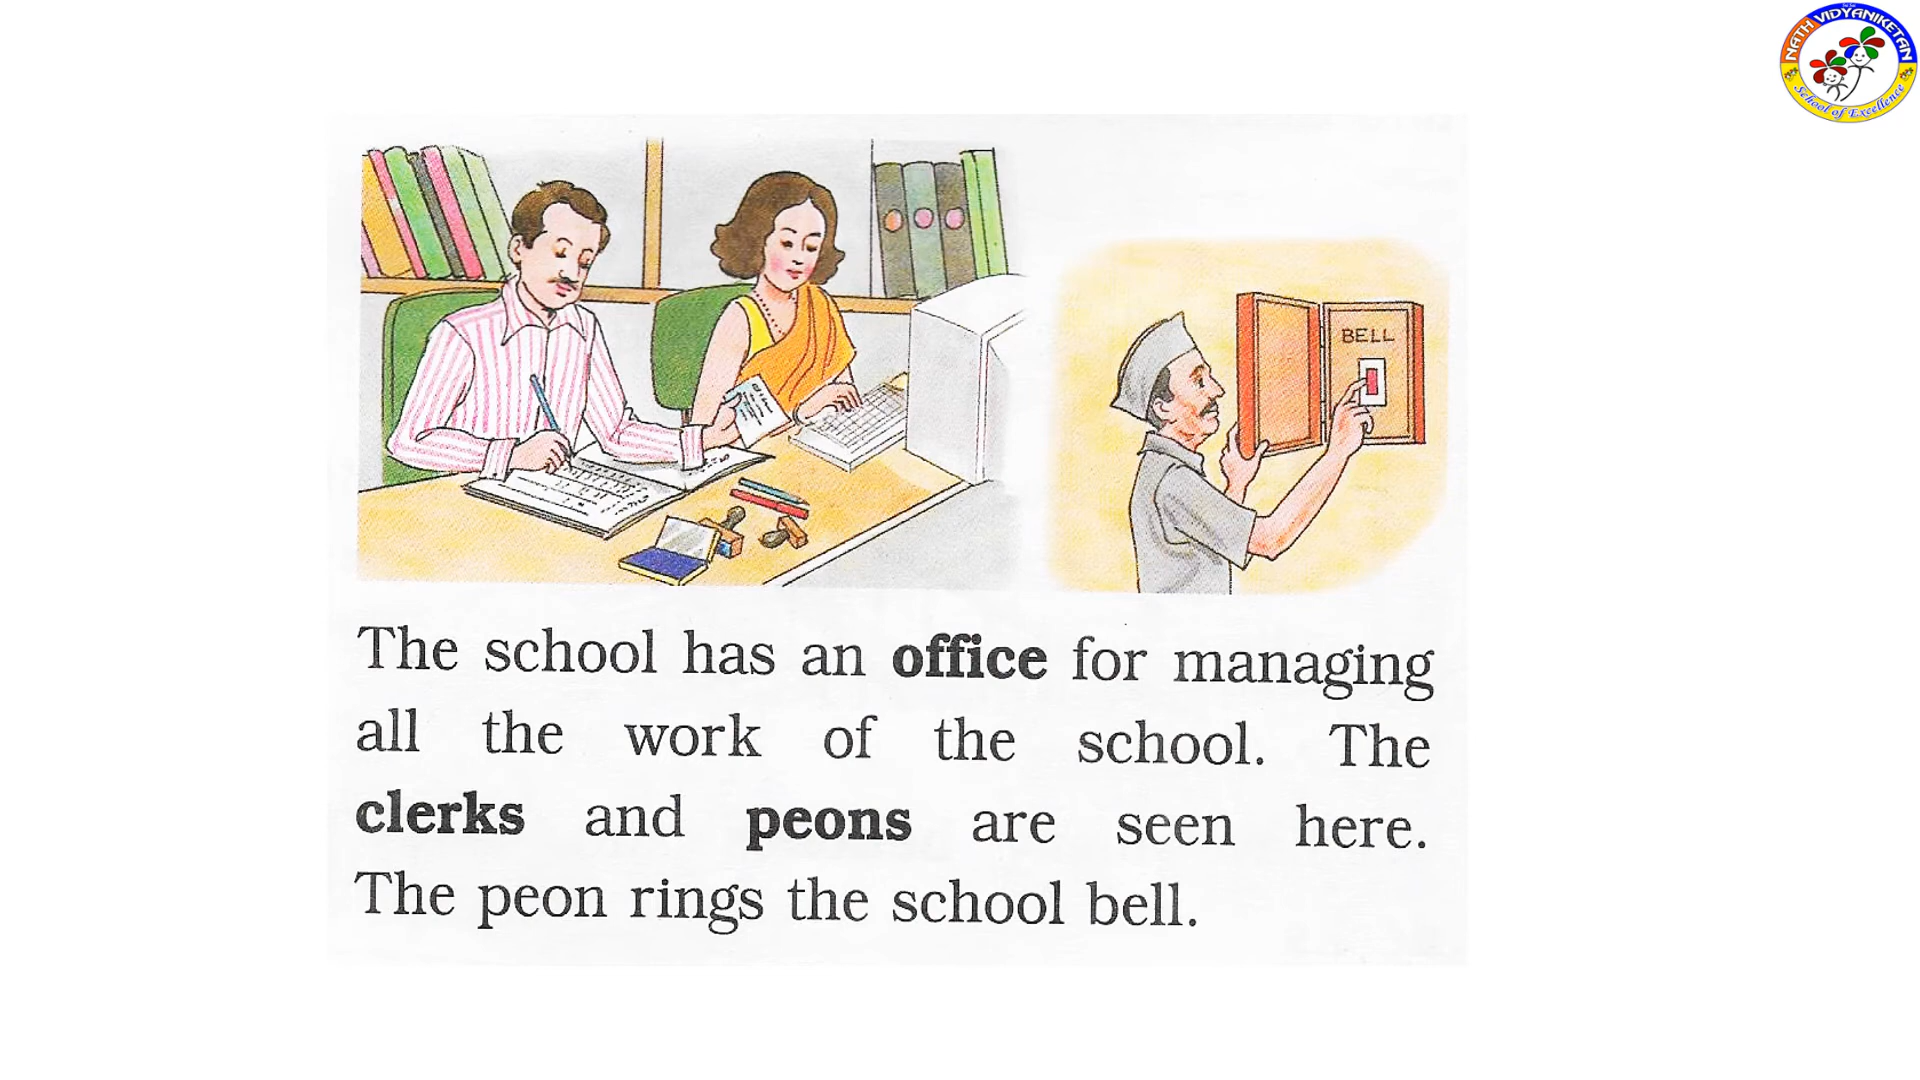 NATH VIDYANIKETAN
School of Excellence
BELL
The school has an office for managing
all the work of the school. The
clerks and peons are seen here.
The peon rings the school bell.